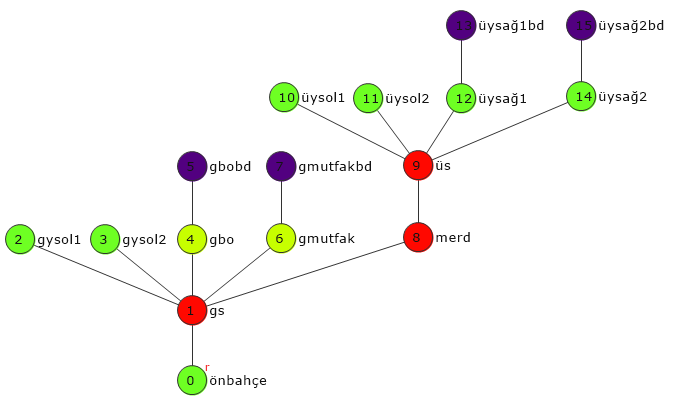 13 üysağ1bd
15 üysağ2bd
10 üysol1
11 üysol2
12 üysağ1
14 üysağ2
5 gbobd
7 gmutfakbd
9 üs
2 gysol1
3 gysol2
4 gbo
6 gmutfak
8 merd
1 gs
r
0 önbahçe